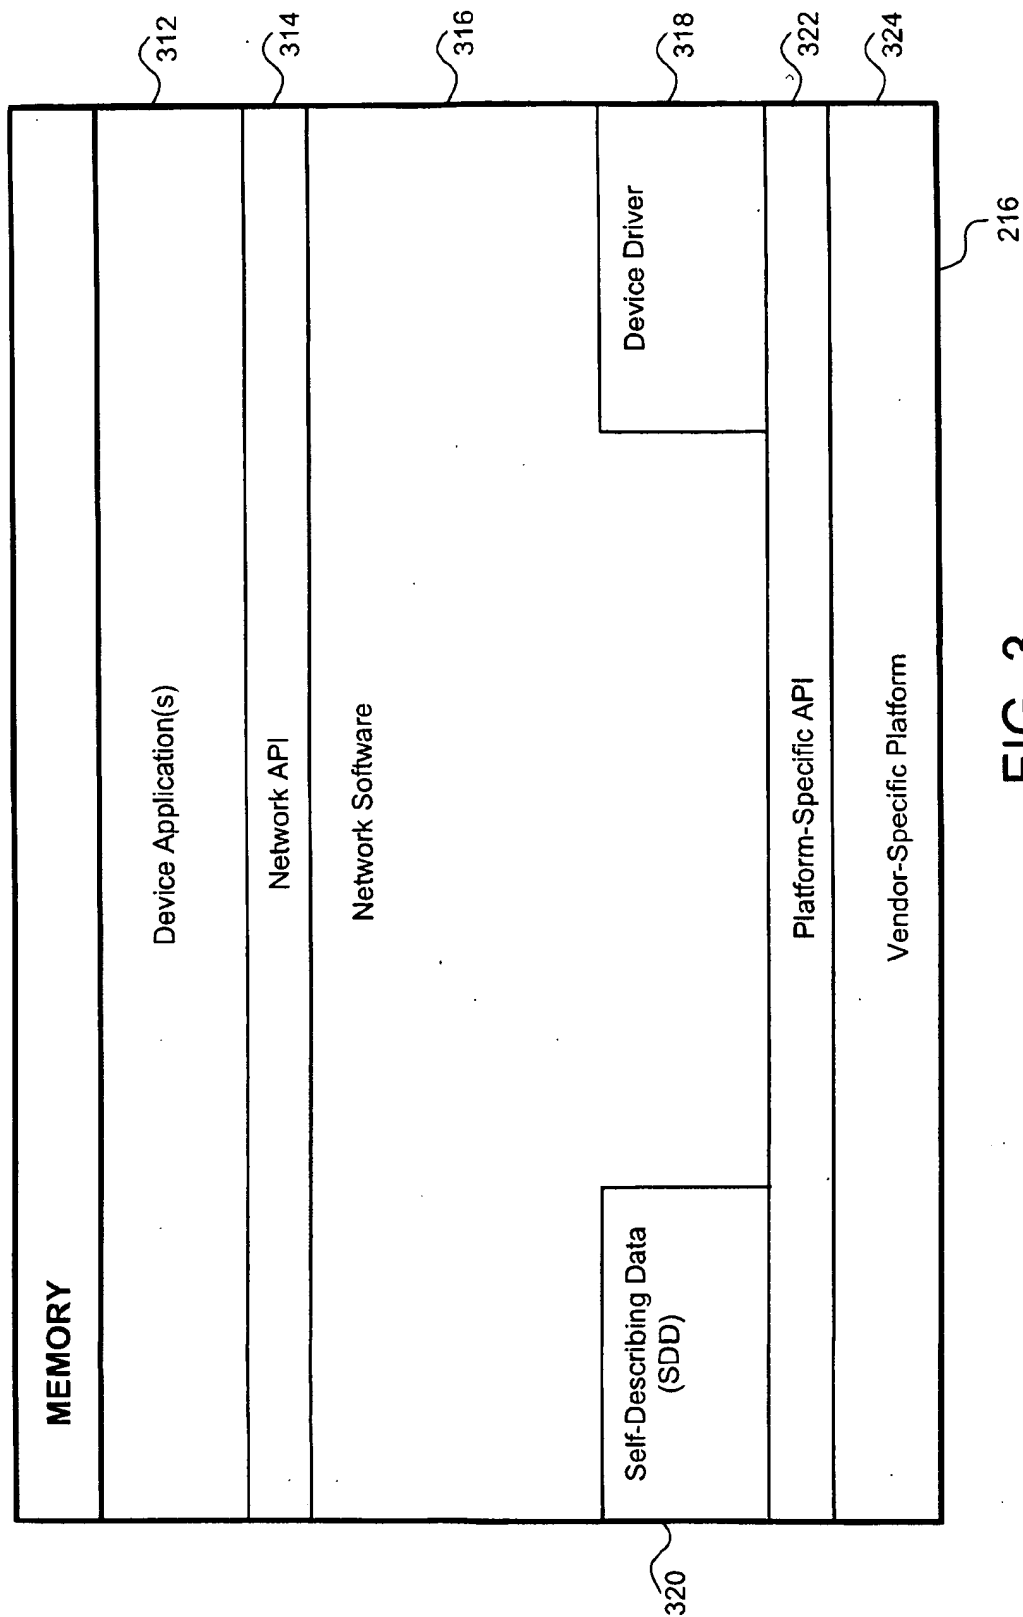 MEMORY
Device Application(s)
312
Network API
314
Network Software
316
Self-Describing Data
(SDD)
320
Device Driver
318
Platform-Specific API
322
Vendor-Specific Platform
324
216
FIG. 3